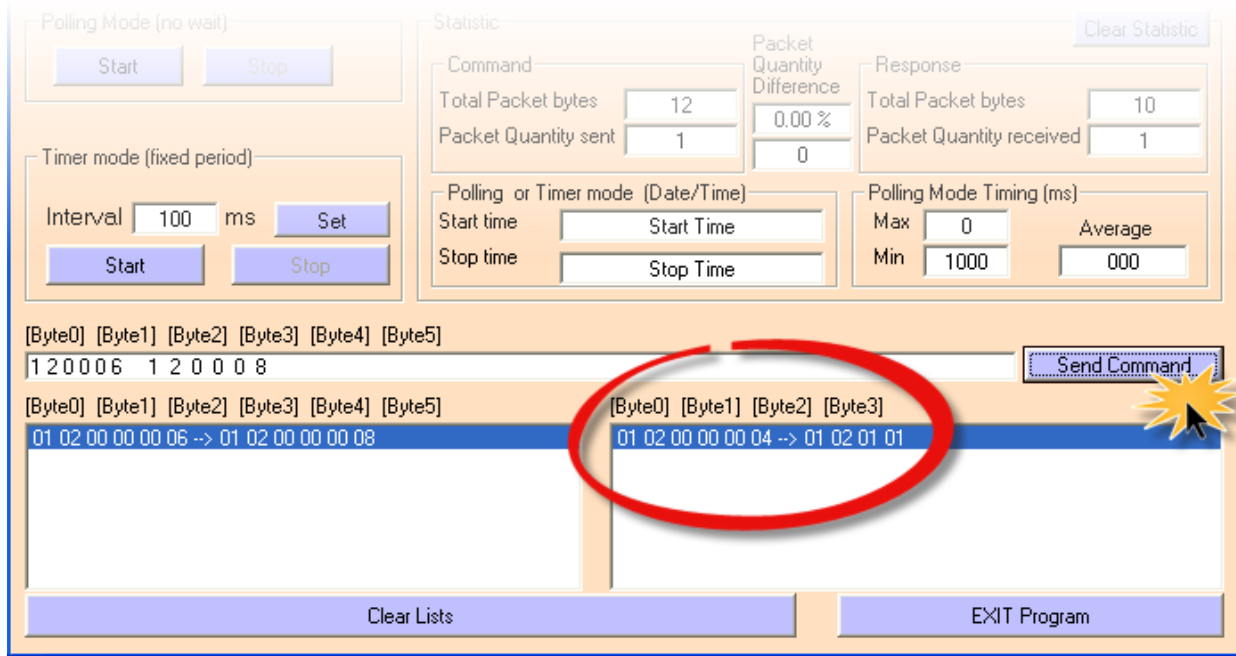 Polling Mode (no wait)
Start Stop
Statistic
Clear Statistic
Command
Total Packet bytes 12
Packet Quantity sent 1
Packet
Quantity
Difference
0.00 %
0
Response
Total Packet bytes 10
Packet Quantity received 1
Timer mode (fixed period)
Interval 100 ms Set
Start Stop
Polling or Timer mode (Date/Time)
Start time Start Time
Stop time Stop Time
Polling Mode Timing (ms)
Max 0 Average
Min 1000 000
[Byte0] [Byte1] [Byte2] [Byte3] [Byte4] [Byte5]
1 2 0 0 0 6 1 2 0 0 0 8 Send Command
[Byte0] [Byte1] [Byte2] [Byte3] [Byte4] [Byte5]
01 02 00 00 00 06 --> 01 02 00 00 00 08
[Byte0] [Byte1] [Byte2] [Byte3]
01 02 00 00 00 04 --> 01 02 01 01
Clear Lists EXIT Program